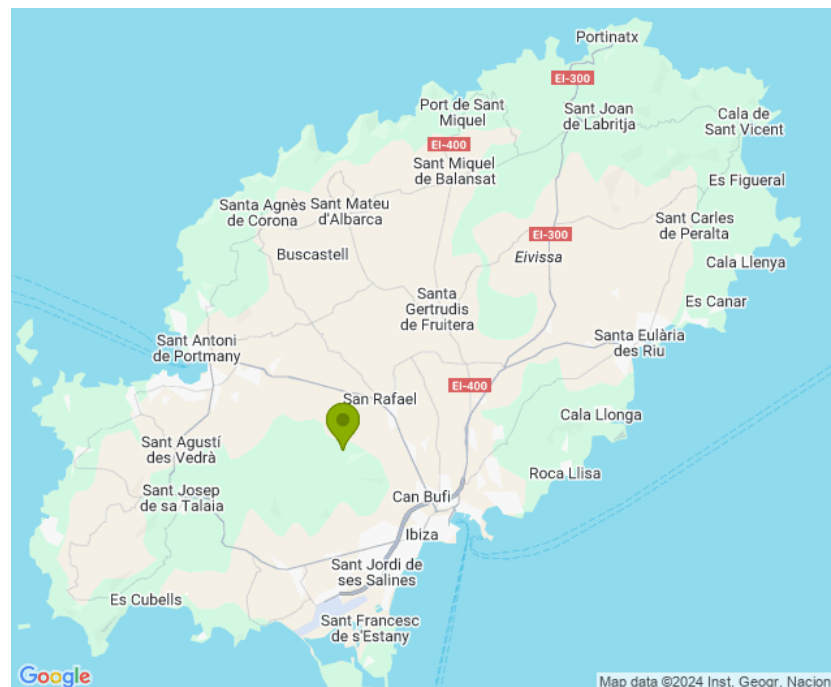 Portinatx
EI-300
Port de Sant
Miquel
Sant Joan
de Labritja
Cala de
Sant Vicent
EI-400
Sant Miquel
de Balansat
Es Figueral
Santa Agnès
de Corona
Sant Mateu
d'Albarca
Sant Carles
de Peralta
EI-300
Buscastell
Eivissa
Cala Llenya
Santa
Gertrudis
de Fruitera
Es Canar
Sant Antoni
de Portmany
Santa Eulària
des Riu
EI-400
San Rafael
Cala Llonga
Sant Agustí
des Vedrà
Roca Llisa
Sant Josep
de sa Talaia
Can Bufi
Ibiza
Sant Jordi de
ses Salines
Es Cubells
Sant Francesc
de s'Estany
Google
Map data ©2024 Inst. Geogr. Nacion